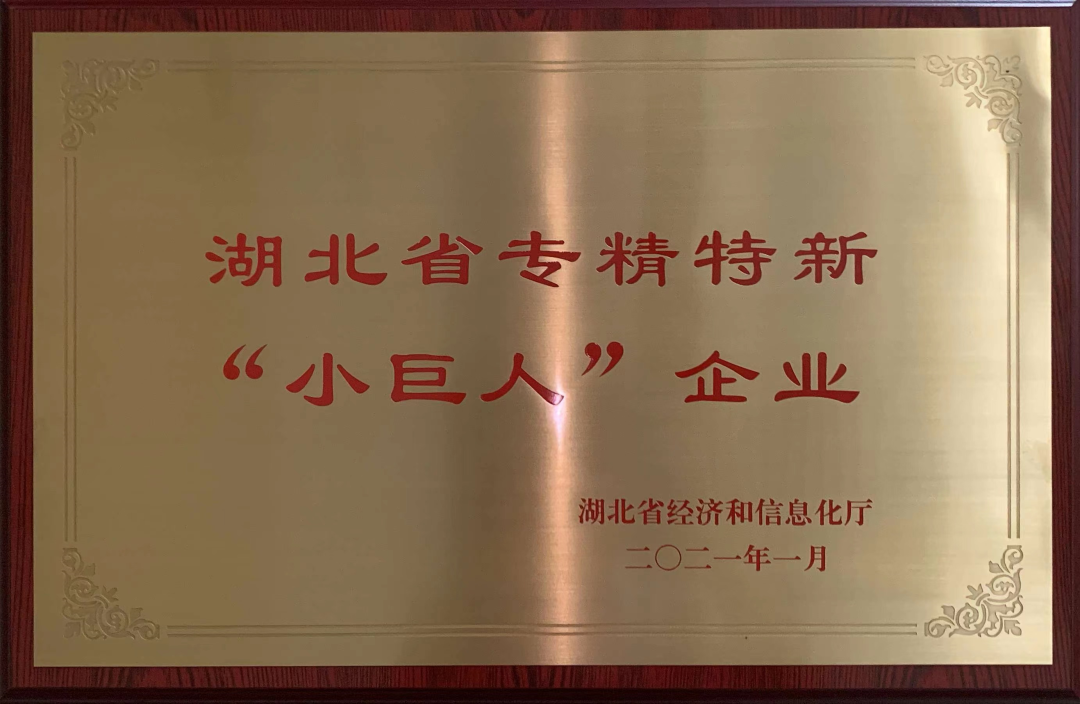 湖北省专精特新
“小巨人”企业
湖北省经济和信息化厅
二〇二一年一月